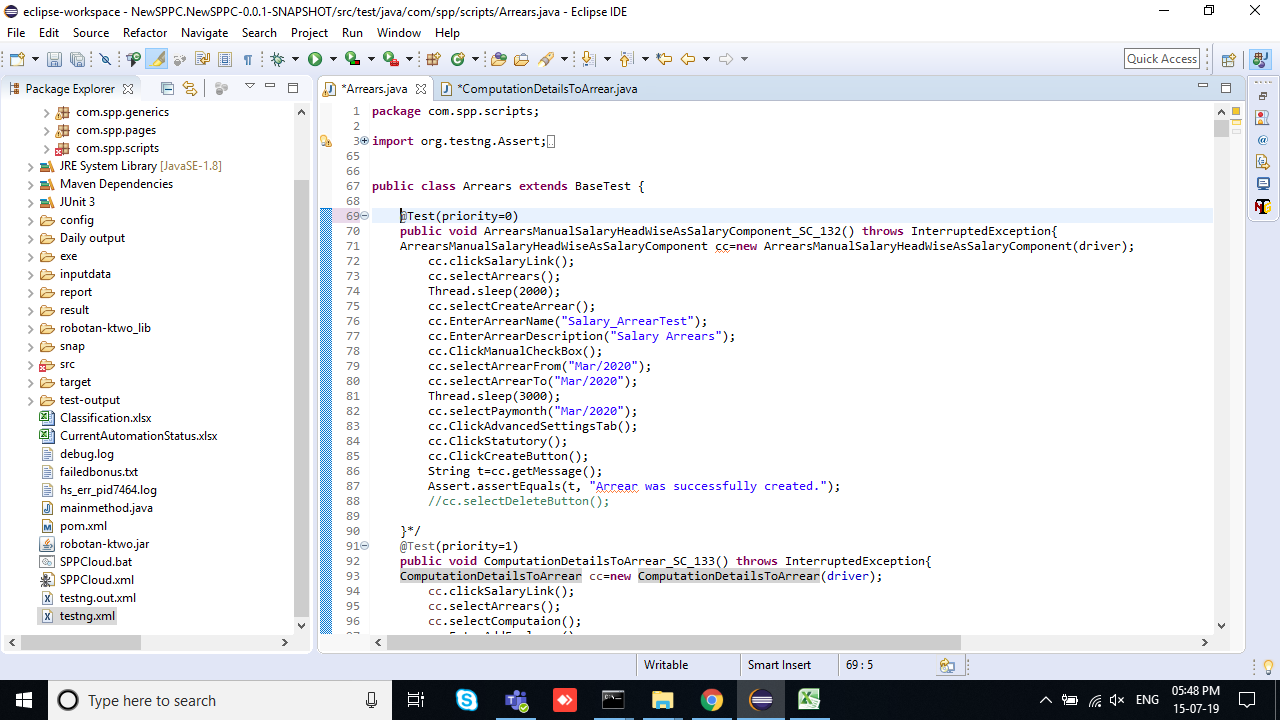 eclipse-workspace - NewSPPC.NewSPPC-0.0.1-SNAPSHOT/src/test/java/com/spp/scripts/Arrears.java - Eclipse IDE
File Edit Source Refactor Navigate Search Project Run Window Help
Quick Access
Package Explorer
*Arrears.java
*ComputationDetailsToArrear.java
com.spp.generics
com.spp.pages
com.spp.scripts
JRE System Library [JavaSE-1.8]
Maven Dependencies
JUnit 3
config
Daily output
exe
inputdata
report
result
robotan-ktwo_lib
snap
src
target
test-output
Classification.xlsx
CurrentAutomationStatus.xlsx
debug.log
failedbonus.txt
hs_err_pid7464.log
mainmethod.java
pom.xml
robotan-ktwo.jar
SPPCloud.bat
SPPCloud.xml
testng.out.xml
testng.xml
1 package com.spp.scripts;
2
3 import org.testng.Assert;
65
66
67 public class Arrears extends BaseTest {
68
69 @Test(priority=0)
70 public void ArrearsManualSalaryHeadWiseAsSalaryComponent_SC_132() throws InterruptedException{
71 ArrearsManualSalaryHeadWiseAsSalaryComponent cc=new ArrearsManualSalaryHeadWiseAsSalaryComponent(driver);
72 cc.clickSalaryLink();
73 cc.selectArrears();
74 Thread.sleep(2000);
75 cc.selectCreateArrear();
76 cc.EnterArrearName("Salary_ArrearTest");
77 cc.EnterArrearDescription("Salary Arrears");
78 cc.ClickManualCheckBox();
79 cc.selectArrearFrom("Mar/2020");
80 cc.selectArrearTo("Mar/2020");
81 Thread.sleep(3000);
82 cc.selectPaymonth("Mar/2020");
83 cc.ClickAdvancedSettingsTab();
84 cc.ClickStatutory();
85 cc.ClickCreateButton();
86 String t=cc.getMessage();
87 Assert.assertEquals(t, "Arrear was successfully created.");
88 //cc.selectDeleteButton();
89
90 }*/
91 @Test(priority=1)
92 public void ComputationDetailsToArrear_SC_133() throws InterruptedException{
93 ComputationDetailsToArrear cc=new ComputationDetailsToArrear(driver);
94 cc.clickSalaryLink();
95 cc.selectArrears();
96 cc.selectComputaion();
Writable
Smart Insert
69 : 5
Type here to search
ENG
05:48 PM
15-07-19